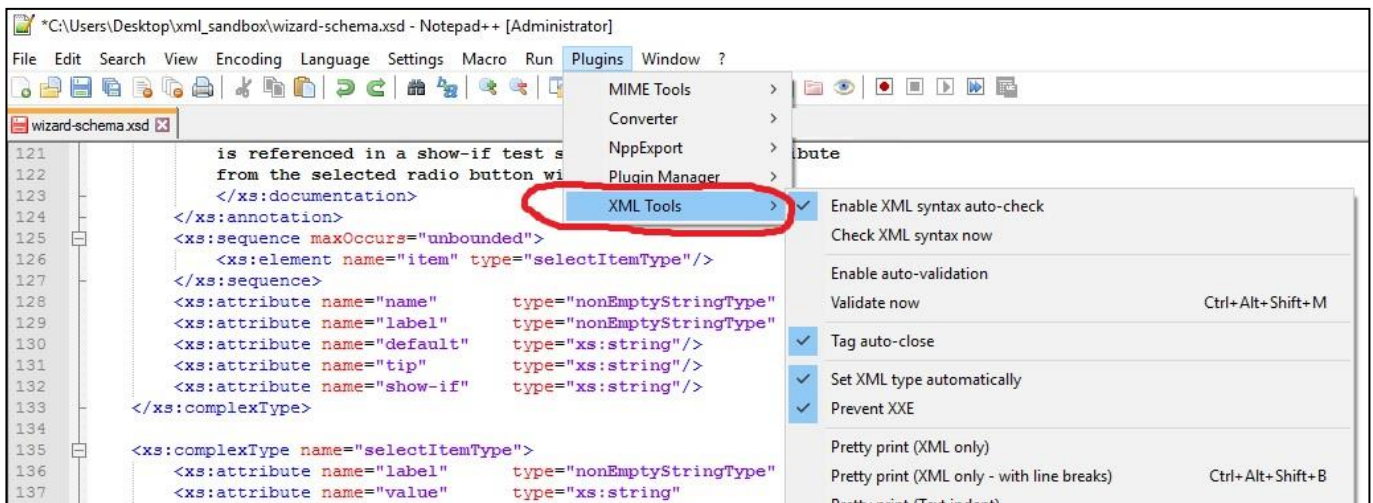 *C:\Users\Desktop\xml_sandbox\wizard-schema.xsd - Notepad++ [Administrator]
File Edit Search View Encoding Language Settings Macro Run Plugins Window ?
MIME Tools
Converter
NppExport
Plugin Manager
XML Tools
wizard-schema.xsd
121 is referenced in a show-if test s bute
122 from the selected radio button wi
123 </xs:documentation>
124 </xs:annotation>
125 <xs:sequence maxOccurs="unbounded">
126 <xs:element name="item" type="selectItemType"/>
127 </xs:sequence>
128 <xs:attribute name="name" type="nonEmptyStringType"
129 <xs:attribute name="label" type="nonEmptyStringType"
130 <xs:attribute name="default" type="xs:string"/>
131 <xs:attribute name="tip" type="xs:string"/>
132 <xs:attribute name="show-if" type="xs:string"/>
133 </xs:complexType>
134
135 <xs:complexType name="selectItemType">
136 <xs:attribute name="label" type="nonEmptyStringType"
137 <xs:attribute name="value" type="xs:string"
Enable XML syntax auto-check
Check XML syntax now
Enable auto-validation
Validate now Ctrl+Alt+Shift+M
Tag auto-close
Set XML type automatically
Prevent XXE
Pretty print (XML only)
Pretty print (XML only - with line breaks) Ctrl+Alt+Shift+B
Pretty print (Text indent)